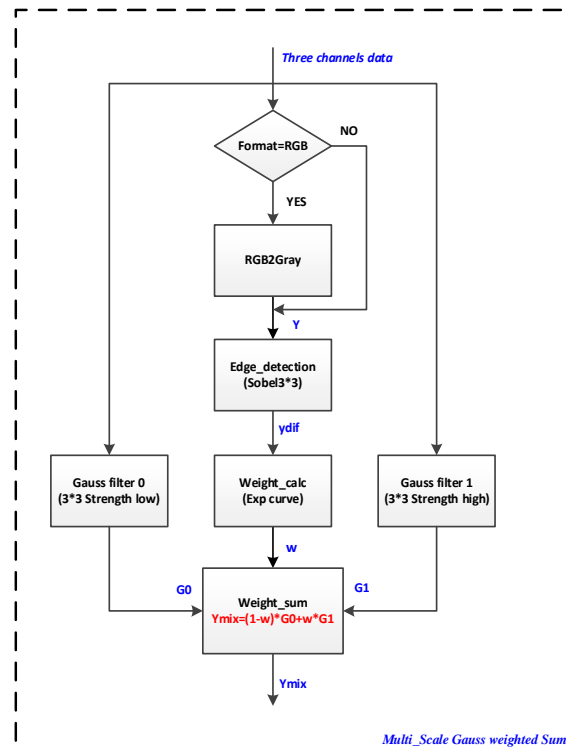 Three channels data
Format=RGB
NO
YES
RGB2Gray
Y
Edge_detection
(Sobel3*3)
ydif
Gauss filter 0
(3*3 Strength low)
Weight_calc
(Exp curve)
Gauss filter 1
(3*3 Strength high)
w
G0
G1
Weight_sum
Ymix=(1-w)*G0+w*G1
Ymix
Multi_Scale Gauss weighted Sum